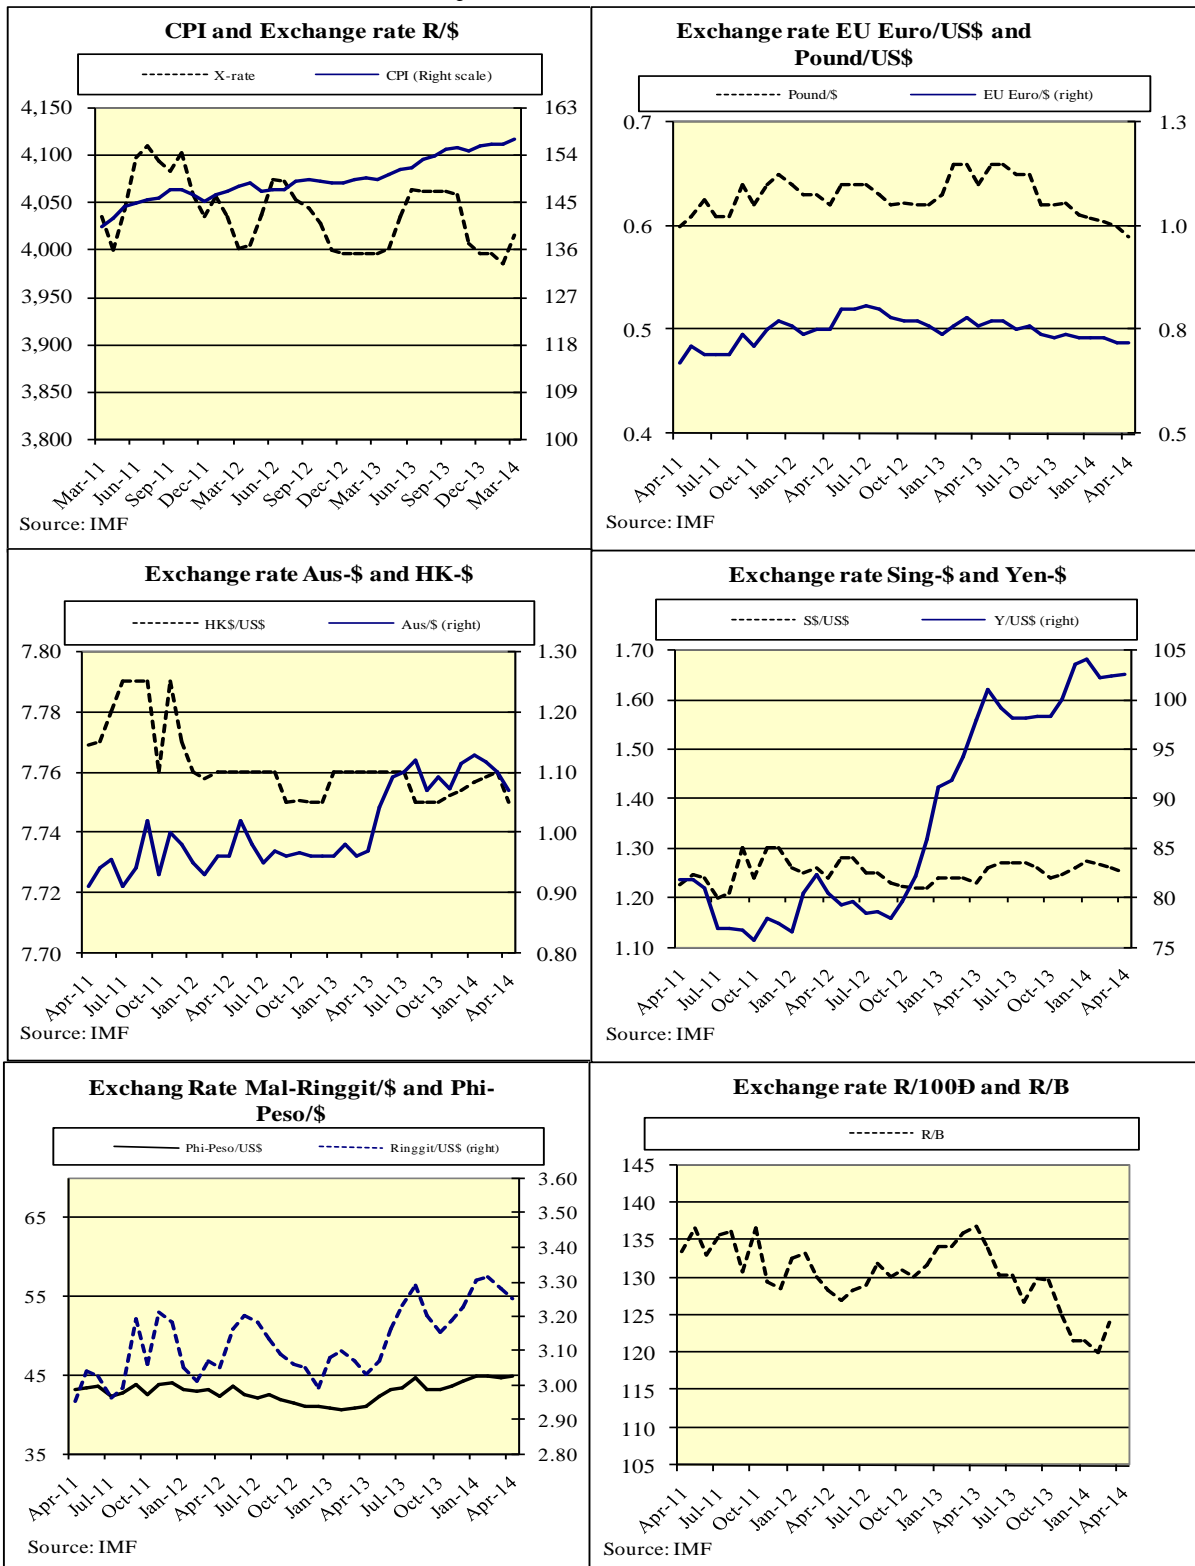 CPI and Exchange rate R/$
X-rate CPI (Right scale)
4,150 163
4,100 154
4,050 145
4,000 136
3,950 127
3,900 118
3,850 109
3,800 100
Mar-11 Jun-11 Sep-11 Dec-11 Mar-12 Jun-12 Sep-12 Dec-12 Mar-13 Jun-13 Sep-13 Dec-13 Mar-14
Source: IMF
Exchange rate EU Euro/US$ and
Pound/US$
Pound/$ EU Euro/$ (right)
0.7 1.3
0.6 1.0
0.5 0.8
0.4 0.5
Apr-11 Jul-11 Oct-11 Jan-12 Apr-12 Jul-12 Oct-12 Jan-13 Apr-13 Jul-13 Oct-13 Jan-14 Apr-14
Source: IMF
Exchange rate Aus-$ and HK-$
HK$/US$ Aus/$ (right)
7.80 1.30
7.78 1.20
7.76 1.10
7.74 1.00
7.72 0.90
7.70 0.80
Apr-11 Jul-11 Oct-11 Jan-12 Apr-12 Jul-12 Oct-12 Jan-13 Apr-13 Jul-13 Oct-13 Jan-14 Apr-14
Source: IMF
Exchange rate Sing-$ and Yen-$
S$/US$ Y/US$ (right)
1.70 105
1.60 100
1.50 95
1.40 90
1.30 85
1.20 80
1.10 75
Apr-11 Jul-11 Oct-11 Jan-12 Apr-12 Jul-12 Oct-12 Jan-13 Apr-13 Jul-13 Oct-13 Jan-14 Apr-14
Source: IMF
Exchang Rate Mal-Ringgit/$ and Phi-
Peso/$
Phi-Peso/US$ Ringgit/US$ (right)
3.60
65 3.50
3.40
3.30
55 3.20
3.10
45 3.00
2.90
35 2.80
Apr-11 Jul-11 Oct-11 Jan-12 Apr-12 Jul-12 Oct-12 Jan-13 Apr-13 Jul-13 Oct-13 Jan-14 Apr-14
Source: IMF
Exchange rate R/100Đ and R/B
R/B
145
140
135
130
125
120
115
110
105
Apr-11 Jul-11 Oct-11 Jan-12 Apr-12 Jul-12 Oct-12 Jan-13 Apr-13 Jul-13 Oct-13 Jan-14 Apr-14
Source: IMF